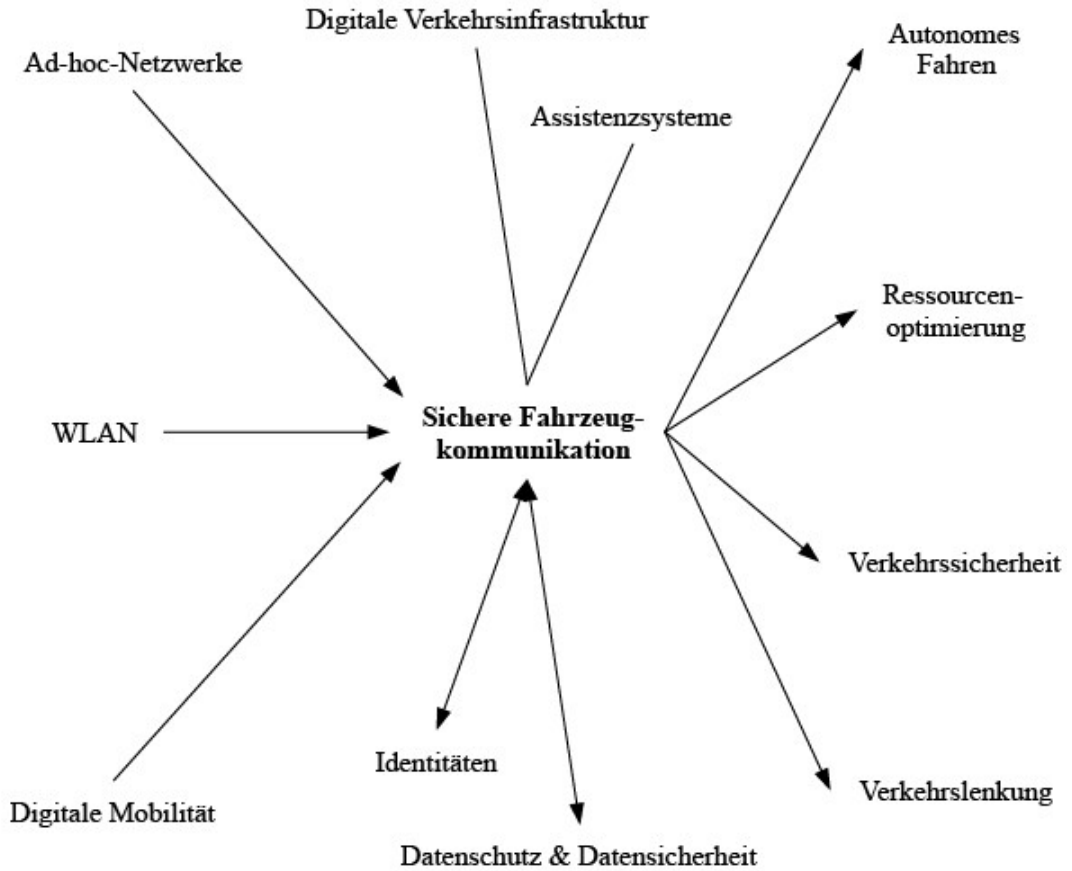 Digitale Verkehrsinfrastruktur
Autonomes
Fahren
Ad-hoc-Netzwerke
Assistenzsysteme
Ressourcen-
optimierung
Sichere Fahrzeug-
kommunikation
WLAN
Verkehrssicherheit
Identitäten
Verkehrslenkung
Digitale Mobilität
Datenschutz & Datensicherheit